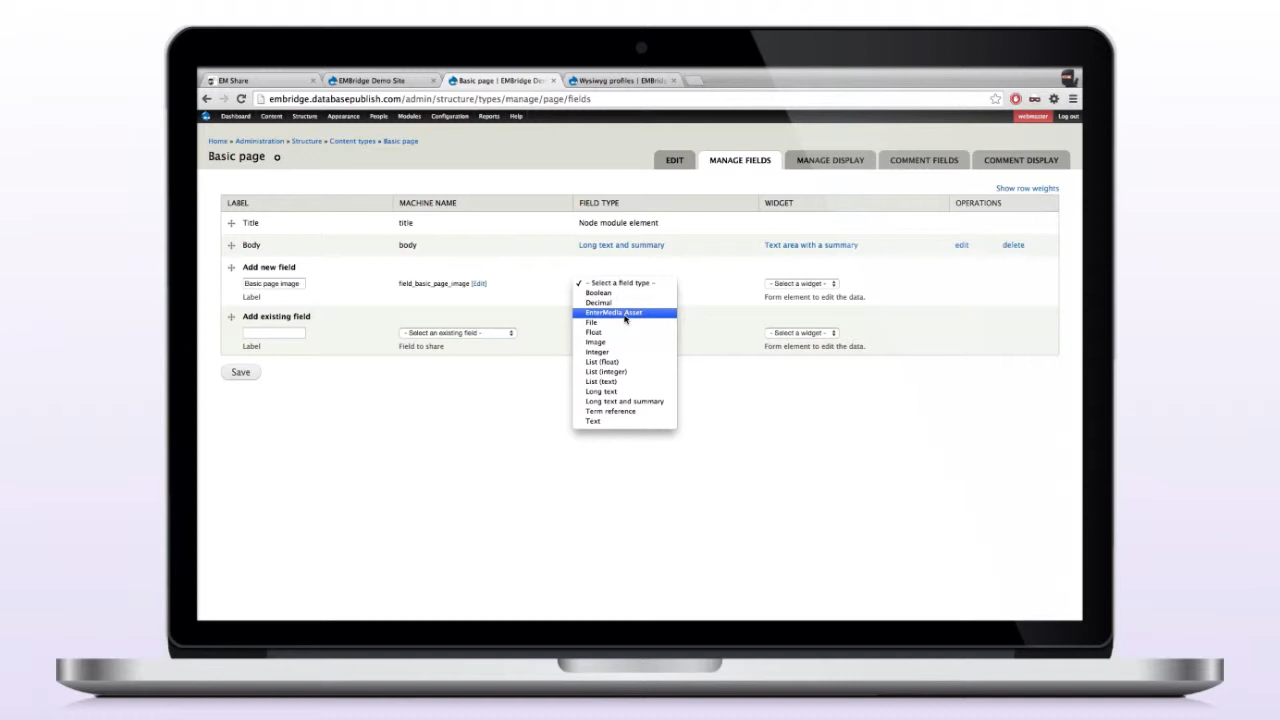 EM Share
EMBridge Demo Site
Basic page | EMBridge De
Wysiwyg profiles | EMBrid
embridge.databasepublish.com/admin/structure/types/manage/page/fields
Dashboard Content Structure Appearance People Modules Configuration Reports Help webmaster Log out
Home » Administration » Structure » Content types » Basic page
Basic page
EDIT MANAGE FIELDS MANAGE DISPLAY COMMENT FIELDS COMMENT DISPLAY
Show row weights
LABEL MACHINE NAME FIELD TYPE WIDGET OPERATIONS
Title title Node module element
Body body Long text and summary Text area with a summary edit delete
Add new field
Basic page image field_basic_page_image [Edit] - Select a field type - - Select a widget -
Label Form element to edit the data.
Boolean
Decimal
EnterMedia Asset
File
Float
Image
Integer
List (float)
List (integer)
List (text)
Long text
Long text and summary
Term reference
Text
Add existing field
- Select an existing field - - Select a widget -
Label Field to share Form element to edit the data.
Save